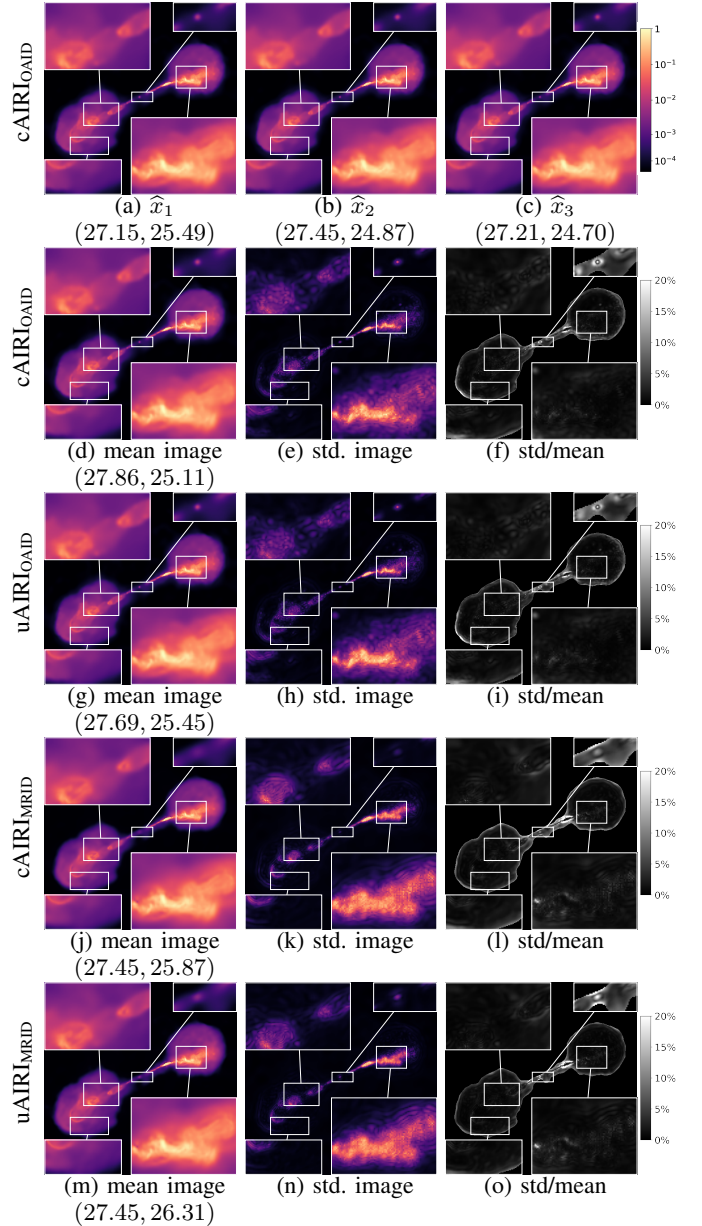 cAIRI_OAID
1
10⁻¹
10⁻²
10⁻³
10⁻⁴
(a) x̂₁ (b) x̂₂ (c) x̂₃
(27.15, 25.49) (27.45, 24.87) (27.21, 24.70)
cAIRI_OAID
20%
15%
10%
5%
0%
(d) mean image (e) std. image (f) std/mean
(27.86, 25.11)
uAIRI_OAID
20%
15%
10%
5%
0%
(g) mean image (h) std. image (i) std/mean
(27.69, 25.45)
cAIRI_MRID
20%
15%
10%
5%
0%
(j) mean image (k) std. image (l) std/mean
(27.45, 25.87)
uAIRI_MRID
20%
15%
10%
5%
0%
(m) mean image (n) std. image (o) std/mean
(27.45, 26.31)